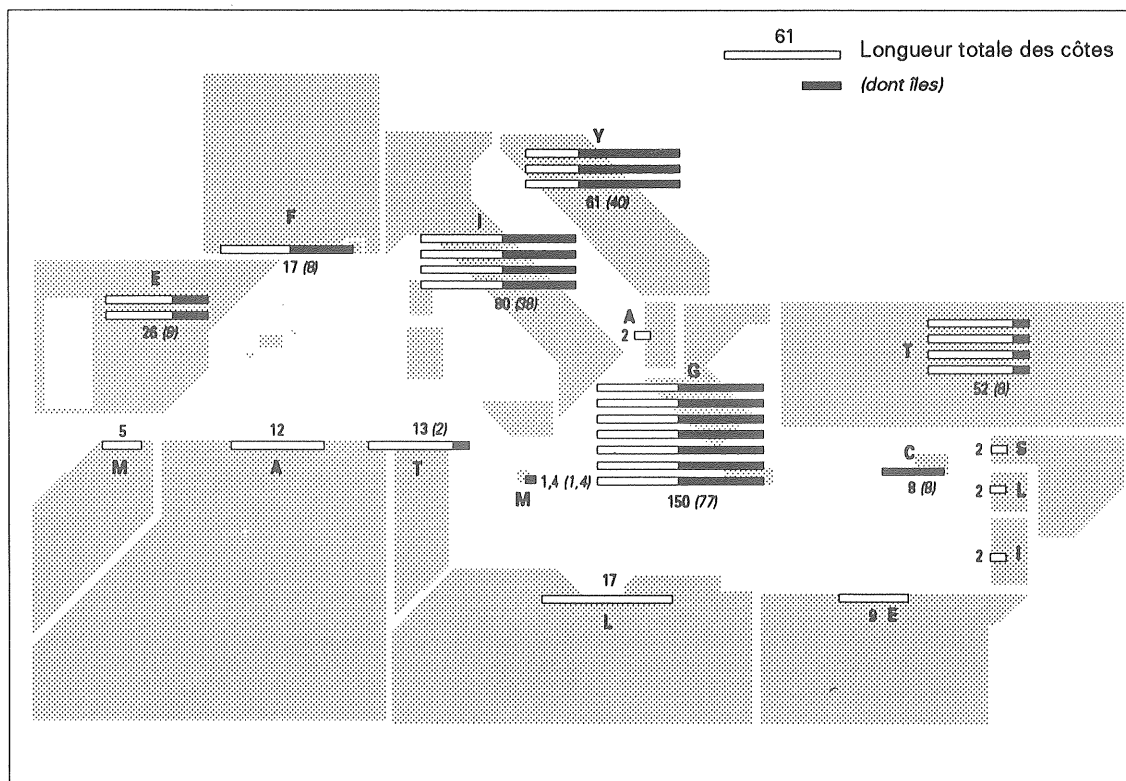 61
Longueur totale des côtes
(dont îles)
Y
61 (40)
F
17 (8)
I
80 (38)
E
26 (9)
A
2
T
52 (8)
G
150 (77)
5
M
12
A
13 (2)
T
M
1,4 (1,4)
C
8 (8)
2 S
2 L
2 I
17
L
9 E